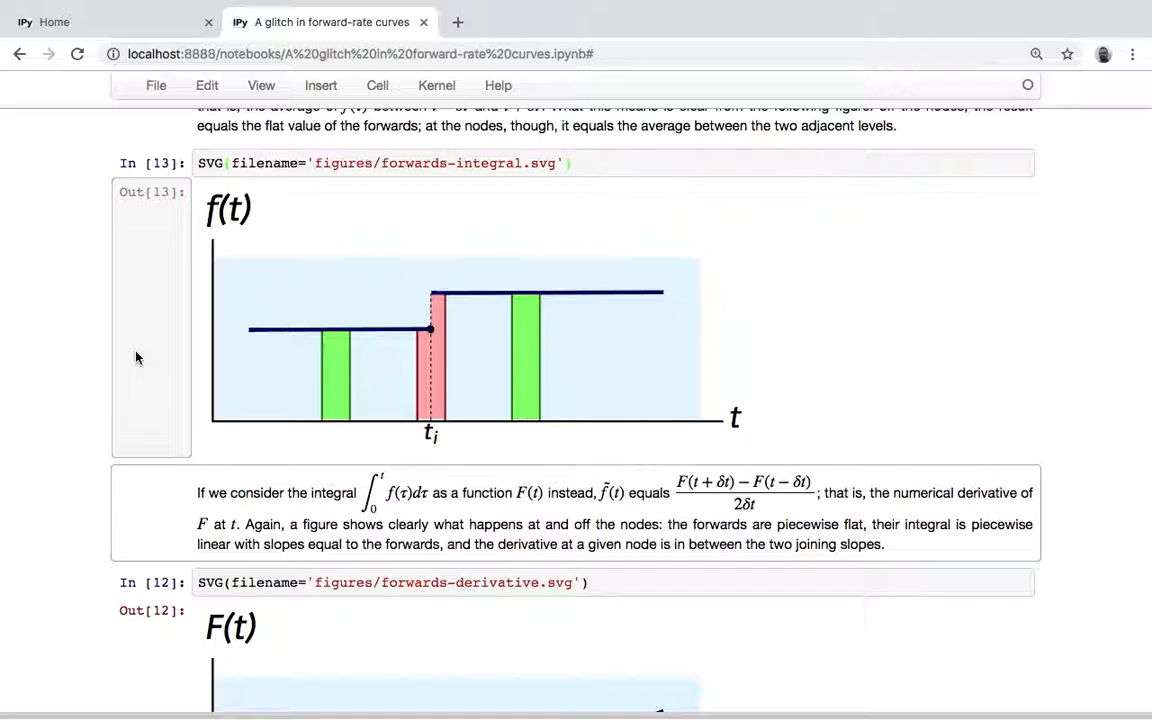 IPy Home ×
IPy A glitch in forward-rate curves × +
localhost:8888/notebooks/A%20glitch%20in%20forward-rate%20curves.ipynb#
File Edit View Insert Cell Kernel Help
equals the flat value of the forwards; at the nodes, though, it equals the average between the two adjacent levels.
In [13]: SVG(filename='figures/forwards-integral.svg')
Out[13]:
f(t)
t
t_i
If we consider the integral ∫_0^t f(τ)dτ as a function F(t) instead, f̃(t) equals (F(t + δt) − F(t − δt))/(2δt); that is, the numerical derivative of
F at t. Again, a figure shows clearly what happens at and off the nodes: the forwards are piecewise flat, their integral is piecewise
linear with slopes equal to the forwards, and the derivative at a given node is in between the two joining slopes.
In [12]: SVG(filename='figures/forwards-derivative.svg')
Out[12]:
F(t)